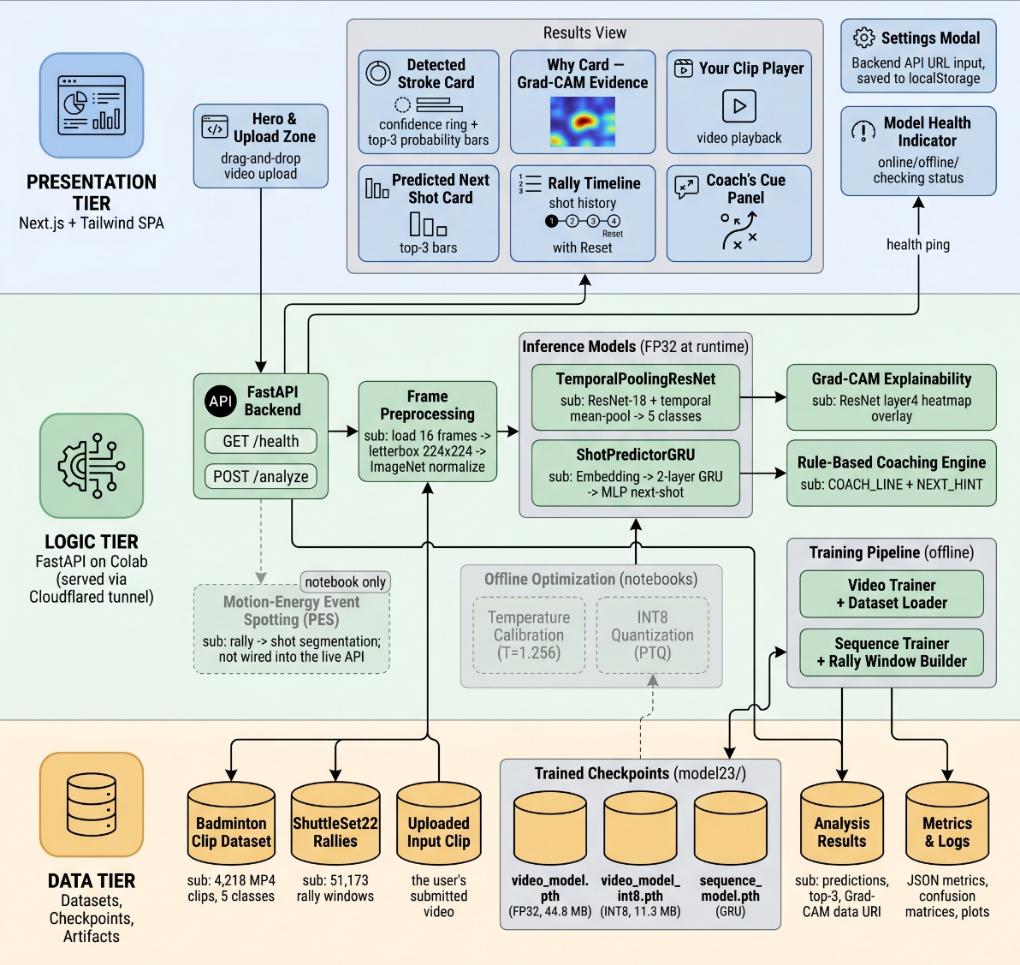 PRESENTATION
TIER
Next.js + Tailwind SPA
Hero &
Upload Zone
drag-and-drop
video upload
Results View
Detected
Stroke Card
confidence ring +
top-3 probability bars
Why Card —
Grad-CAM Evidence
Your Clip Player
video playback
Predicted Next
Shot Card
top-3 bars
1
2
3
Rally Timeline
shot history
1 2 3 4
Reset
with Reset
Coach's Cue
Panel
Settings Modal
Backend API URL input,
saved to localStorage
Model Health
Indicator
online/offline/
checking status
health ping
LOGIC TIER
FastAPI on Colab
(served via
Cloudflared tunnel)
API
FastAPI
Backend
GET /health
POST /analyze
Frame
Preprocessing
sub: load 16 frames ->
letterbox 224x224 ->
ImageNet normalize
Inference Models (FP32 at runtime)
TemporalPoolingResNet
sub: ResNet-18 + temporal
mean-pool -> 5 classes
ShotPredictorGRU
sub: Embedding -> 2-layer GRU
-> MLP next-shot
Grad-CAM Explainability
sub: ResNet layer4 heatmap
overlay
Rule-Based Coaching Engine
sub: COACH_LINE + NEXT_HINT
notebook only
Motion-Energy Event
Spotting (PES)
sub: rally -> shot segmentation;
not wired into the live API
Offline Optimization (notebooks)
Temperature
Calibration
(T=1.256)
INT8
Quantization
(PTQ)
Training Pipeline (offline)
Video Trainer
+ Dataset Loader
Sequence Trainer
+ Rally Window Builder
DATA TIER
Datasets,
Checkpoints,
Artifacts
Badminton
Clip Dataset
sub: 4,218 MP4
clips, 5 classes
ShuttleSet22
Rallies
sub: 51,173
rally windows
Uploaded
Input Clip
the user's
submitted
video
Trained Checkpoints (model23/)
video_model.
pth
(FP32, 44.8 MB)
video_model_
int8.pth
(INT8, 11.3 MB)
sequence_
model.pth
(GRU)
Analysis
Results
sub: predictions,
top-3, Grad-
CAM data URI
Metrics
& Logs
JSON metrics,
confusion
matrices, plots